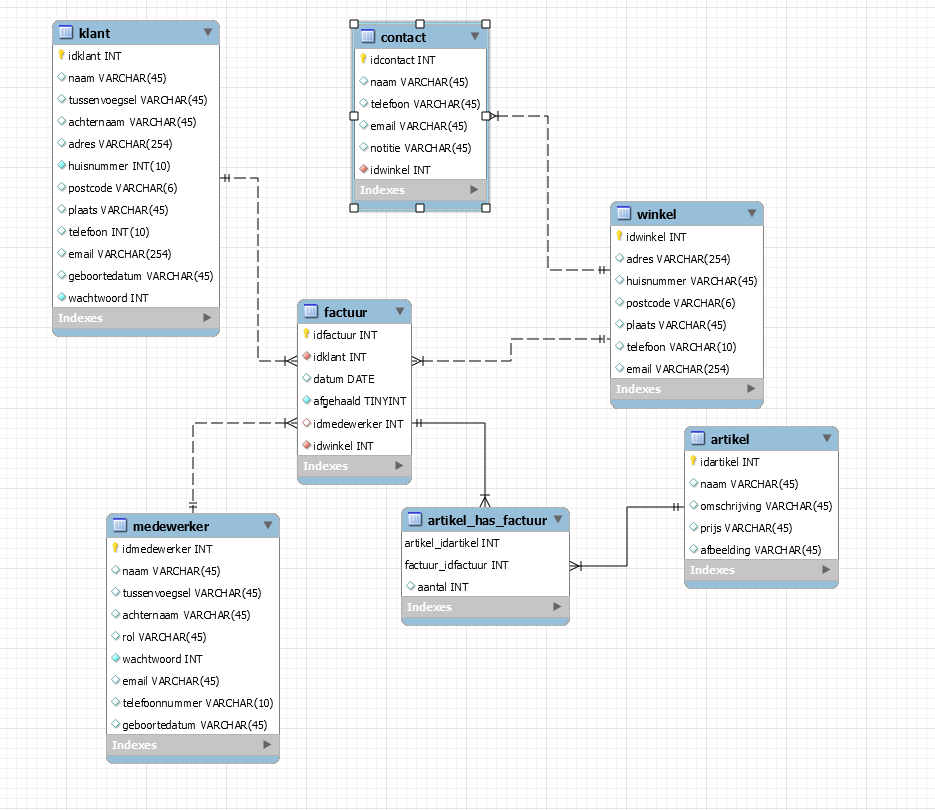 klant
idklant INT
naam VARCHAR(45)
tussenvoegsel VARCHAR(45)
achternaam VARCHAR(45)
adres VARCHAR(254)
huisnummer INT(10)
postcode VARCHAR(6)
plaats VARCHAR(45)
telefoon INT(10)
email VARCHAR(254)
geboortedatum VARCHAR(45)
wachtwoord INT
Indexes
contact
idcontact INT
naam VARCHAR(45)
telefoon VARCHAR(45)
email VARCHAR(45)
notitie VARCHAR(45)
idwinkel INT
Indexes
winkel
idwinkel INT
adres VARCHAR(254)
huisnummer VARCHAR(45)
postcode VARCHAR(6)
plaats VARCHAR(45)
telefoon VARCHAR(10)
email VARCHAR(254)
Indexes
factuur
idfactuur INT
idklant INT
datum DATE
afgehaald TINYINT
idmedewerker INT
idwinkel INT
Indexes
artikel
idartikel INT
naam VARCHAR(45)
omschrijving VARCHAR(45)
prijs VARCHAR(45)
afbeelding VARCHAR(45)
Indexes
artikel_has_factuur
artikel_idartikel INT
factuur_idfactuur INT
aantal INT
Indexes
medewerker
idmedewerker INT
naam VARCHAR(45)
tussenvoegsel VARCHAR(45)
achternaam VARCHAR(45)
rol VARCHAR(45)
wachtwoord INT
email VARCHAR(45)
telefoonnummer VARCHAR(10)
geboortedatum VARCHAR(45)
Indexes